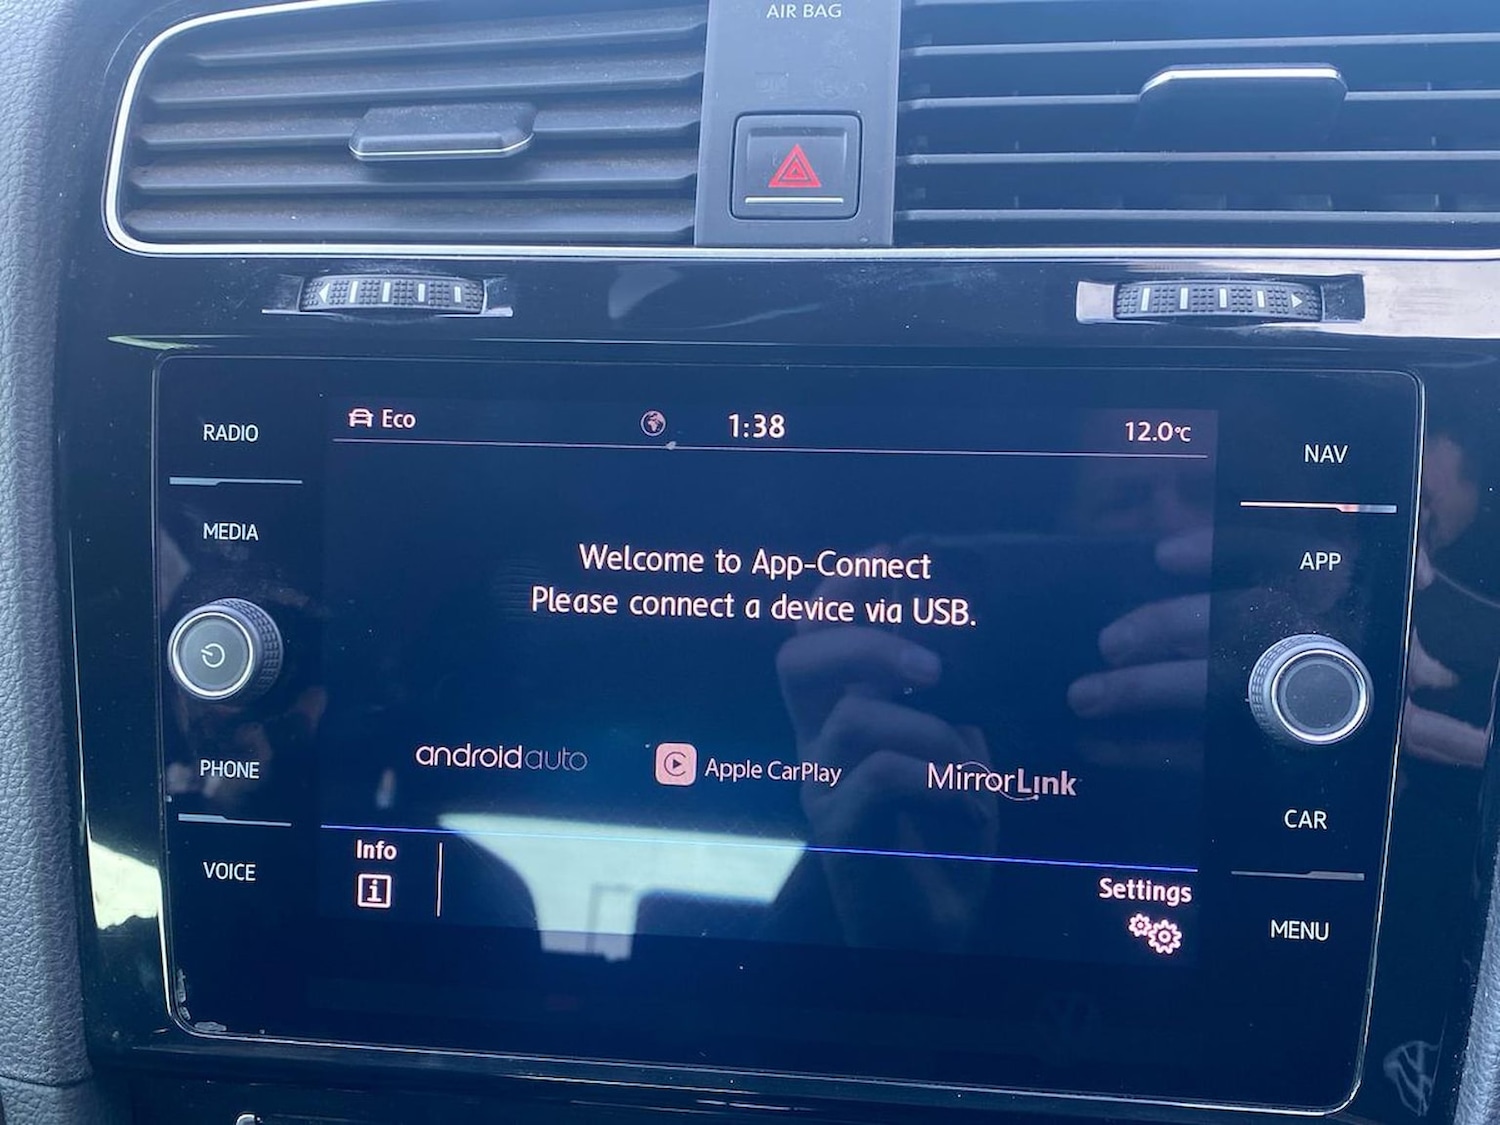 AIR BAG
Eco 1:38 12.0°C
RADIO
NAV
MEDIA
APP
Welcome to App-Connect
Please connect a device via USB.
androidauto Apple CarPlay MirrorLink
PHONE
CAR
VOICE
Info
Settings
MENU